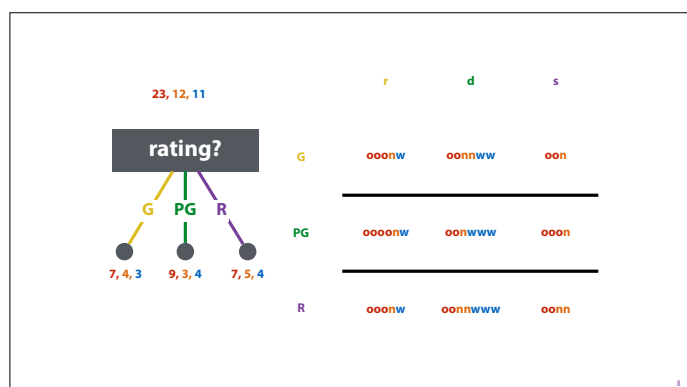 r d s
23, 12, 11
rating?
G ooonw oonnww oon
G PG R
PG oooonw oonwww ooon
7, 4, 3 9, 3, 4 7, 5, 4
R ooonw oonnwww oonn
8